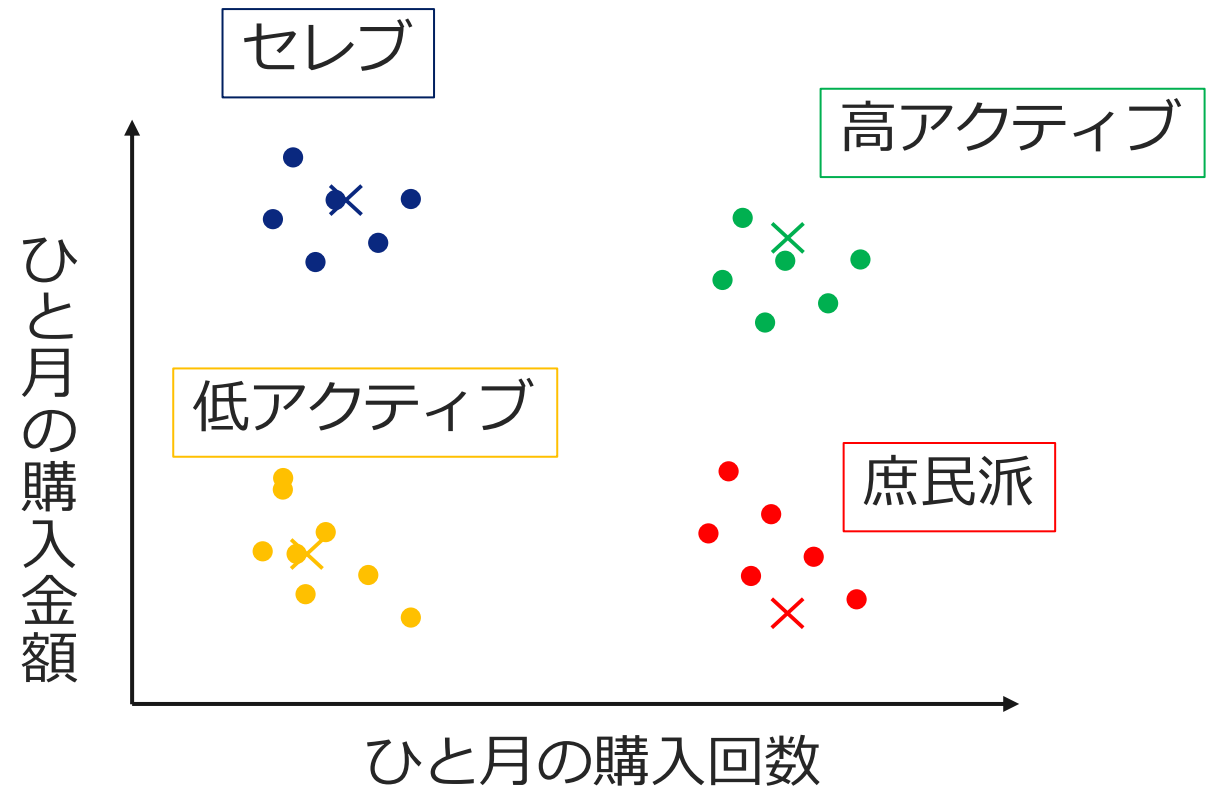 セレブ
高アクティブ
ひと月の購入金額
低アクティブ
庶民派
ひと月の購入回数